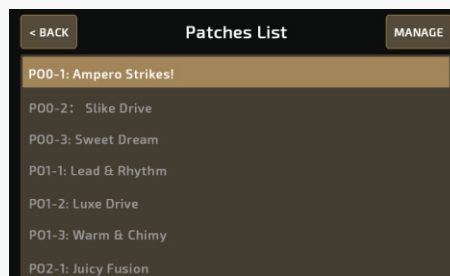 < BACK
Patches List
MANAGE
P00-1: Ampero Strikes!
P00-2： Slike Drive
P00-3: Sweet Dream
P01-1: Lead & Rhythm
P01-2: Luxe Drive
P01-3: Warm & Chimy
P02-1: Juicy Fusion